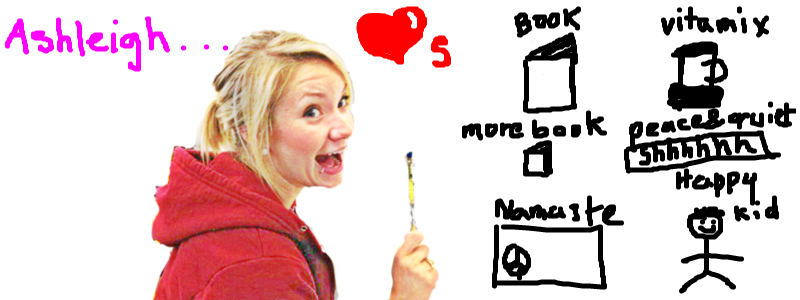 Ashleigh...
s
BOOK
vitamix
more book
peace & quiet
shhhhhh
Happy
kid
Namaste